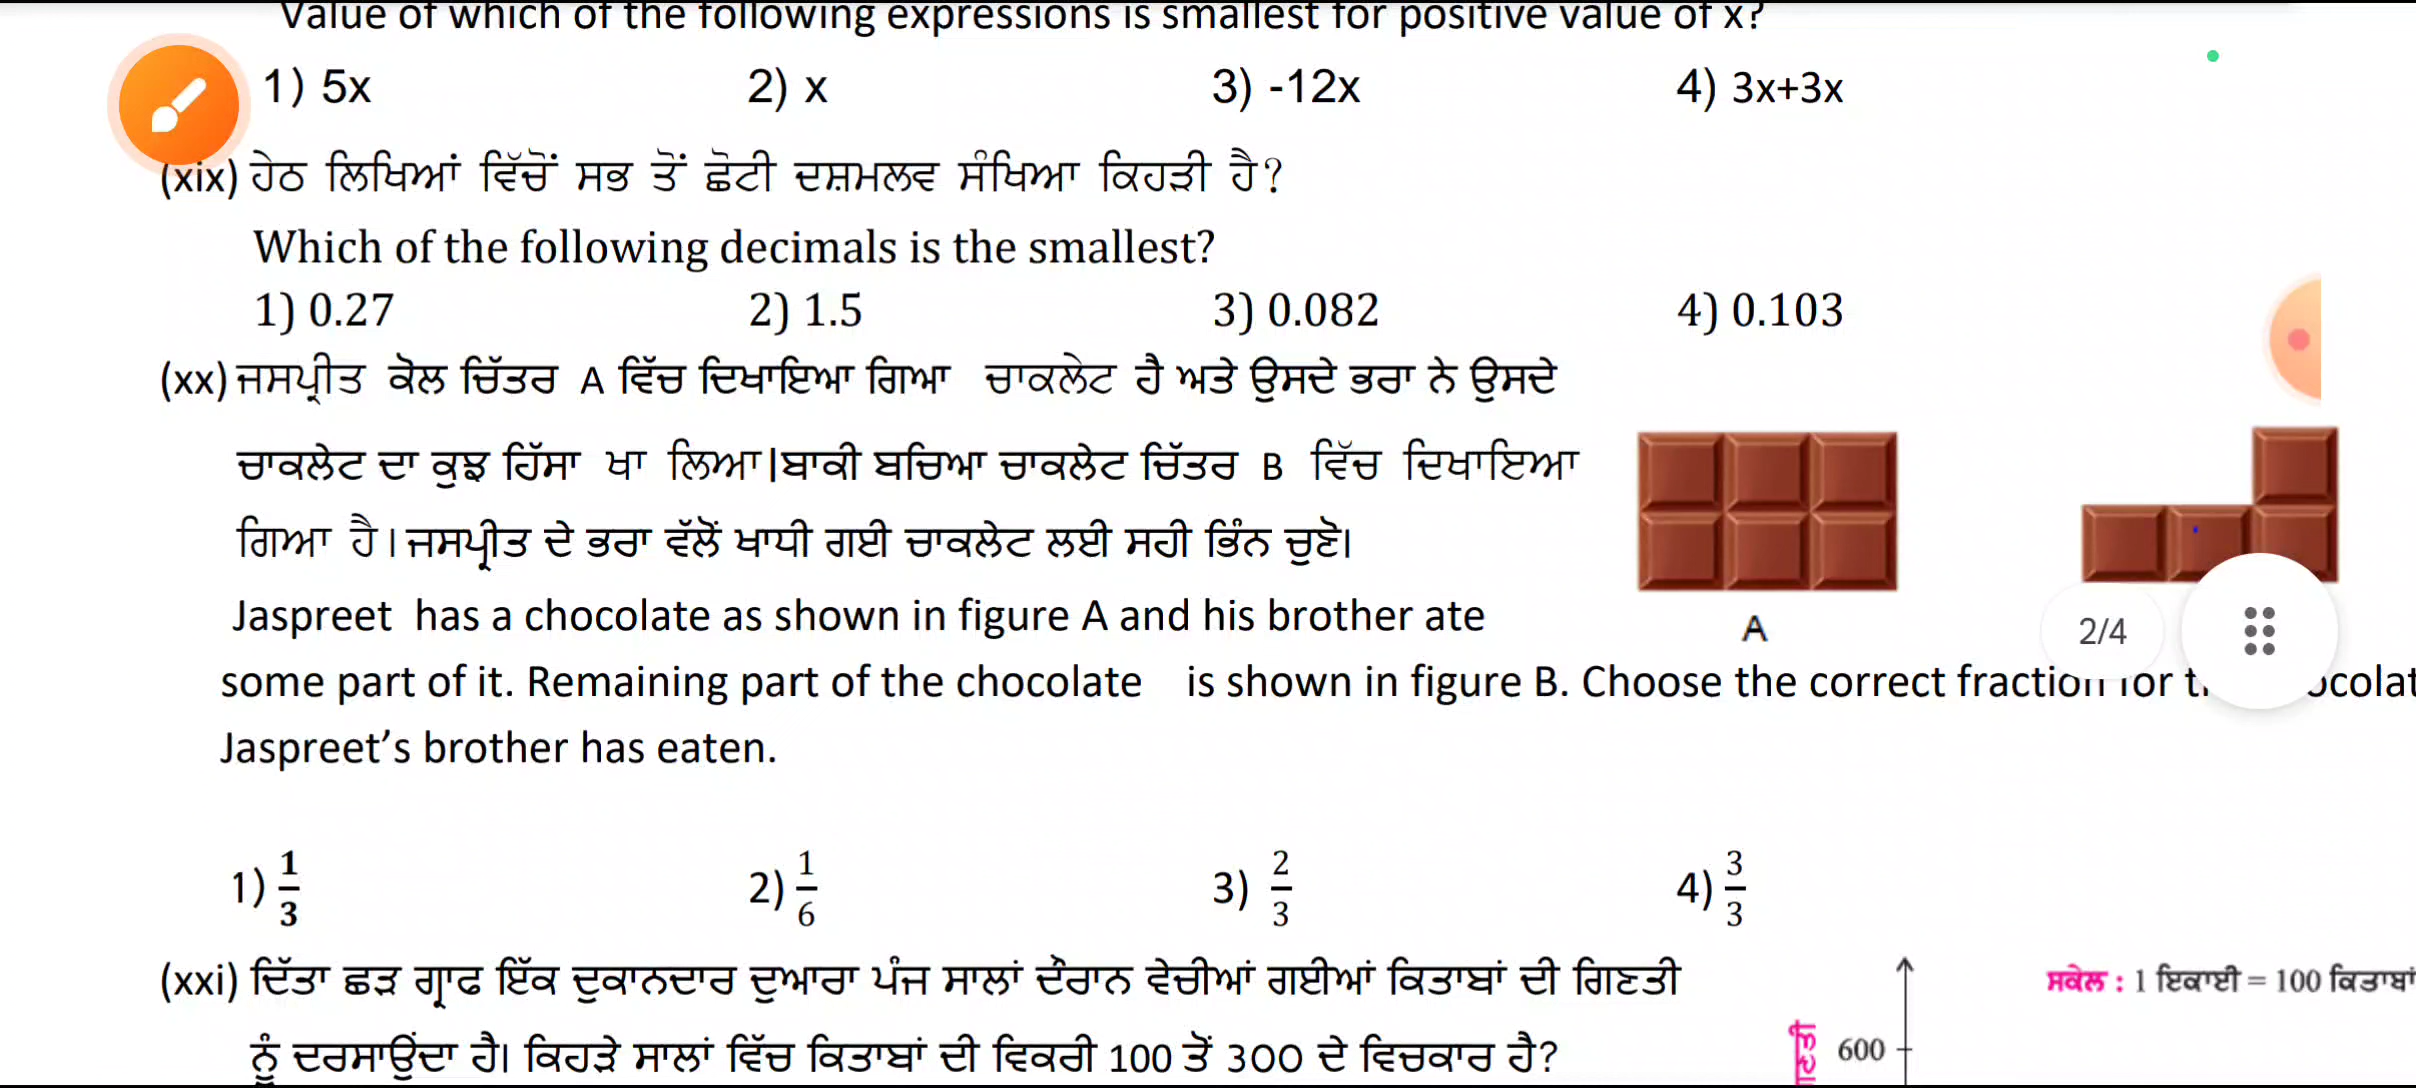 Value of which of the following expressions is smallest for positive value of x?
1) 5x 2) x 3) -12x 4) 3x+3x
(xix) ਹੇਠ ਲਿਖਿਆਂ ਵਿੱਚੋਂ ਸਭ ਤੋਂ ਛੋਟੀ ਦਸ਼ਮਲਵ ਸੰਖਿਆ ਕਿਹੜੀ ਹੈ?
Which of the following decimals is the smallest?
1) 0.27 2) 1.5 3) 0.082 4) 0.103
(xx) ਜਸਪ੍ਰੀਤ ਕੋਲ ਚਿੱਤਰ A ਵਿੱਚ ਦਿਖਾਇਆ ਗਿਆ ਚਾਕਲੇਟ ਹੈ ਅਤੇ ਉਸਦੇ ਭਰਾ ਨੇ ਉਸਦੇ
ਚਾਕਲੇਟ ਦਾ ਕੁਝ ਹਿੱਸਾ ਖਾ ਲਿਆ।ਬਾਕੀ ਬਚਿਆ ਚਾਕਲੇਟ ਚਿੱਤਰ B ਵਿੱਚ ਦਿਖਾਇਆ
ਗਿਆ ਹੈ। ਜਸਪ੍ਰੀਤ ਦੇ ਭਰਾ ਵੱਲੋਂ ਖਾਧੀ ਗਈ ਚਾਕਲੇਟ ਲਈ ਸਹੀ ਭਿੰਨ ਚੁਣੋ।
Jaspreet has a chocolate as shown in figure A and his brother ate
A
2/4
some part of it. Remaining part of the chocolate is shown in figure B. Choose the correct fraction for
Jaspreet’s brother has eaten.
1) 1/3 2) 1/6 3) 2/3 4) 3/3
(xxi) ਦਿੱਤਾ ਛੜ ਗ੍ਰਾਫ ਇੱਕ ਦੁਕਾਨਦਾਰ ਦੁਆਰਾ ਪੰਜ ਸਾਲਾਂ ਦੌਰਾਨ ਵੇਚੀਆਂ ਗਈਆਂ ਕਿਤਾਬਾਂ ਦੀ ਗਿਣਤੀ
ਸਕੇਲ : 1 ਇਕਾਈ = 100 ਕਿਤਾਬਾਂ
ਨੂੰ ਦਰਸਾਉਂਦਾ ਹੈ। ਕਿਹੜੇ ਸਾਲਾਂ ਵਿੱਚ ਕਿਤਾਬਾਂ ਦੀ ਵਿਕਰੀ 100 ਤੋਂ 300 ਦੇ ਵਿਚਕਾਰ ਹੈ?
600